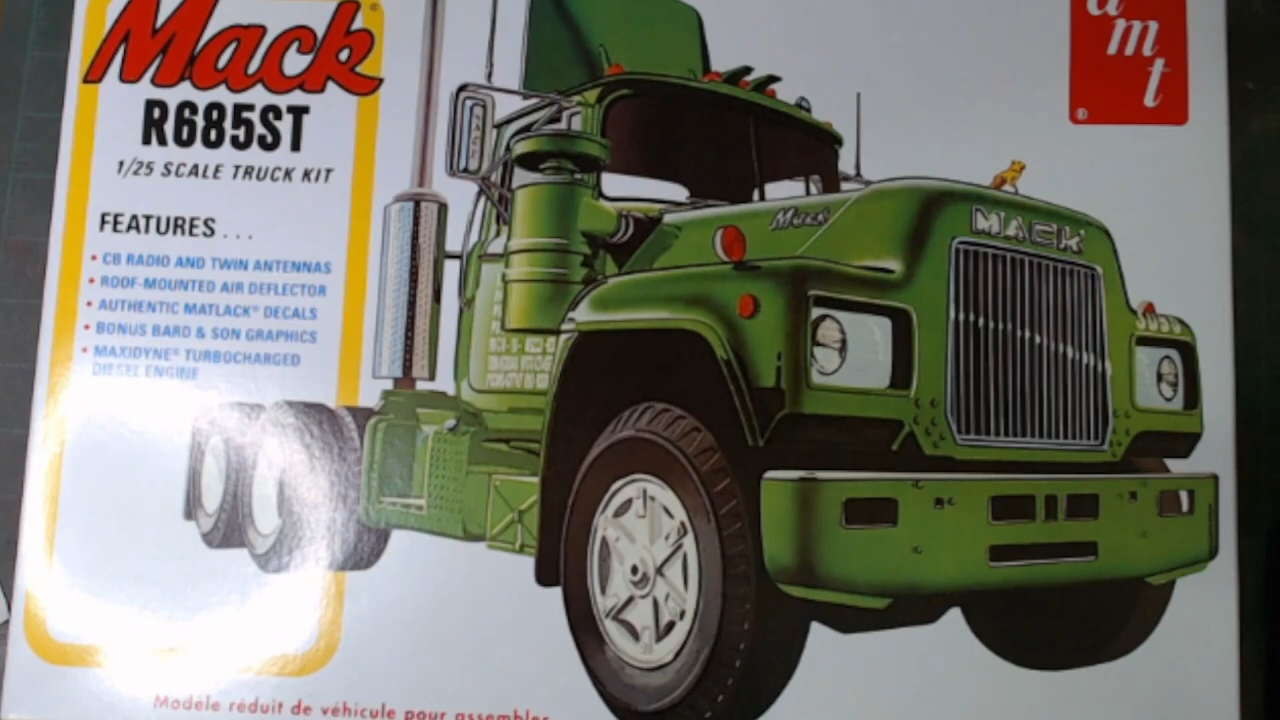 Mack®
R685ST
1/25 SCALE TRUCK KIT
FEATURES . . .
• CB RADIO AND TWIN ANTENNAS
• ROOF-MOUNTED AIR DEFLECTOR
• AUTHENTIC MATLACK® DECALS
• BONUS BARD & SON GRAPHICS
• MAXIDYNE® TURBOCHARGED
DIESEL ENGINE
amt
®
Mack
MACK
Modèle réduit de véhicule pour assembler